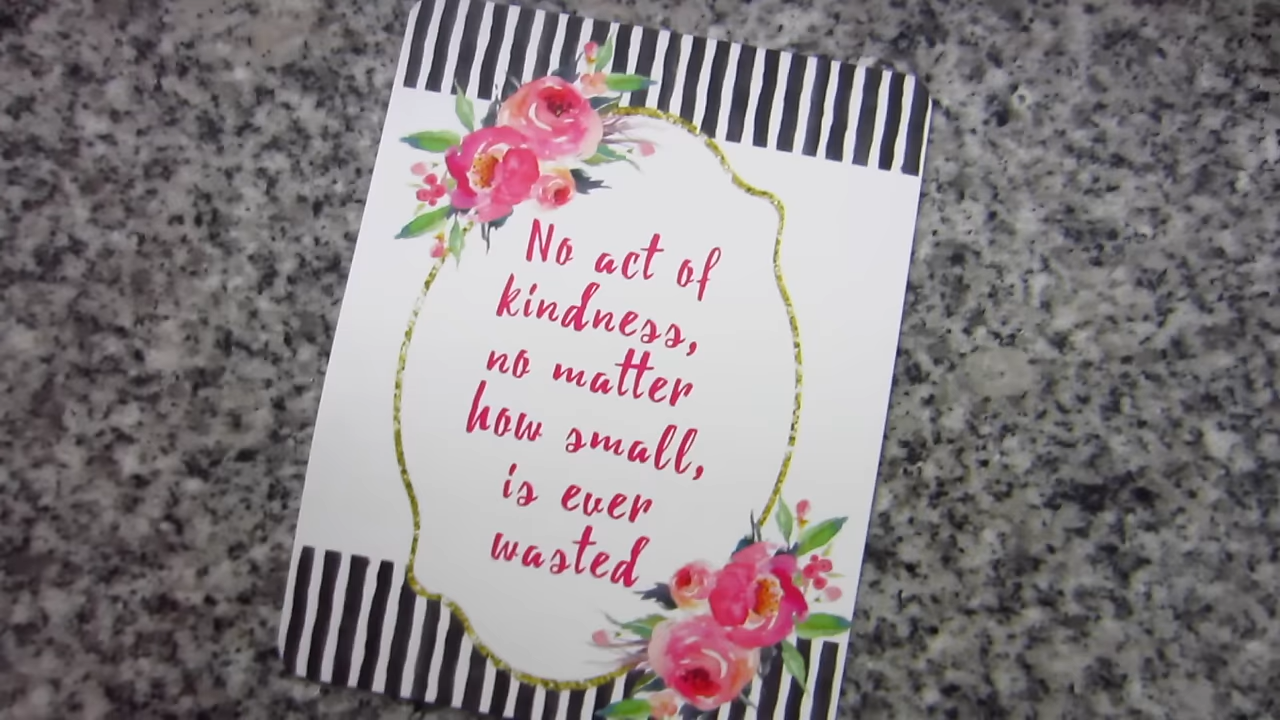 No act of
kindness,
no matter
how small,
is ever
wasted